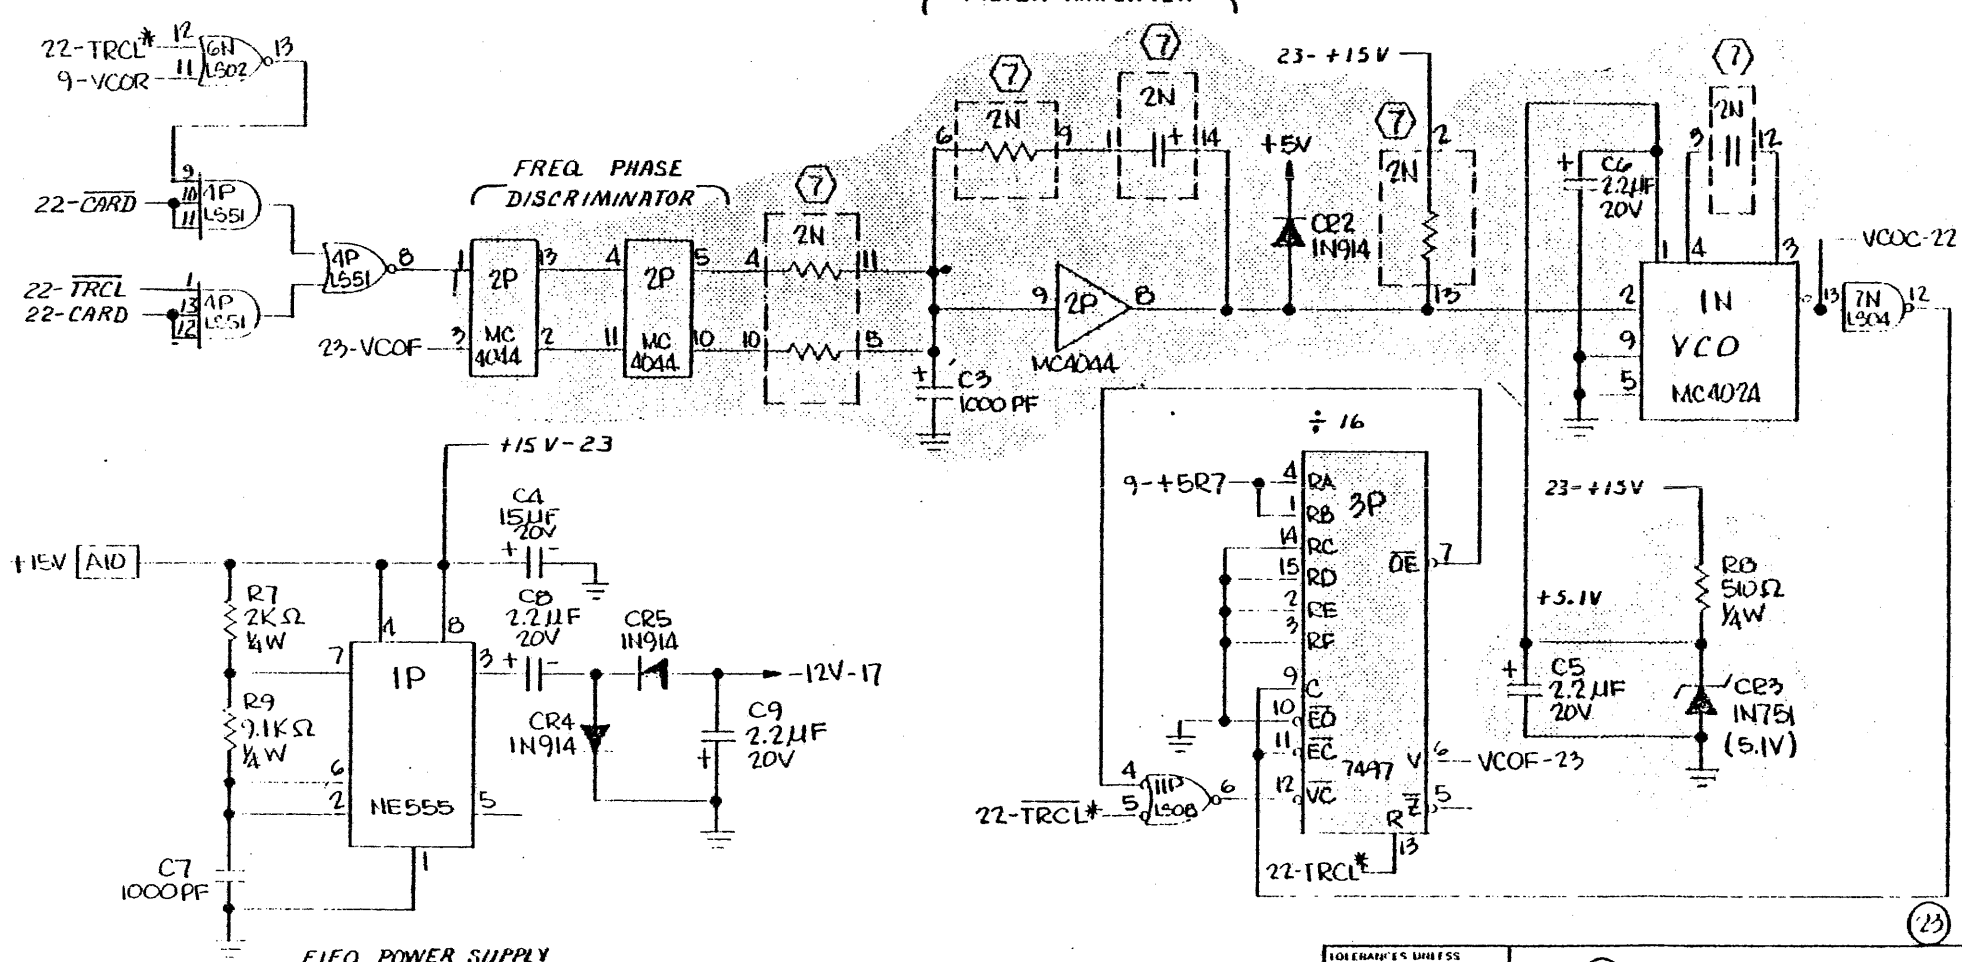 22-TRCL* 12
9-VCOR 11
6N
LS02
13
22-CARD
9
10
11
1P
LS51
22-TRCL
22-CARD
1
13
12
1P
LS51
1P
LS51
8
FREQ PHASE
DISCRIMINATOR
23-VCOF
1
3
2P
MC
4044
13
2
4
11
2P
MC
4044
5
10
7
4
2N
11
10
5
7
6
2N
9
7
11
2N
+
14
9
2P
8
MC4044
+
C3
1000 PF
+5V
CR2
1N914
23-+15V
7
2
2N
13
7
2N
3
12
+
C6
2.2µF
20V
1
4
3
2
1N
9
VCO
5
MC4024
VCOC-22
13
7N
LS04
12
+15V-23
+15V A10
C4
15µF
20V
+ -
R7
2KΩ
¼W
R9
9.1KΩ
¼W
4
8
7
1P
3
6
2
NE555
5
1
C7
1000PF
C8
2.2µF
20V
+ -
CR5
1N914
-12V-17
CR4
1N914
C9
2.2µF
20V
+
FIFO POWER SUPPLY
÷ 16
9-+5R7
4 RA
1 RB
3P
14 RC
15 RD
2 RE
3 RF
OE 7
9 C
10 EO
11 EC
7497
V 6
VCOF-23
12 VC
Z 5
R
13
22-TRCL*
4
5
11P
LS08
6
22-TRCL*
23-+15V
R8
510Ω
¼W
+5.1V
+
C5
2.2µF
20V
CR3
1N751
(5.1V)
23
TOLERANCES UNLESS